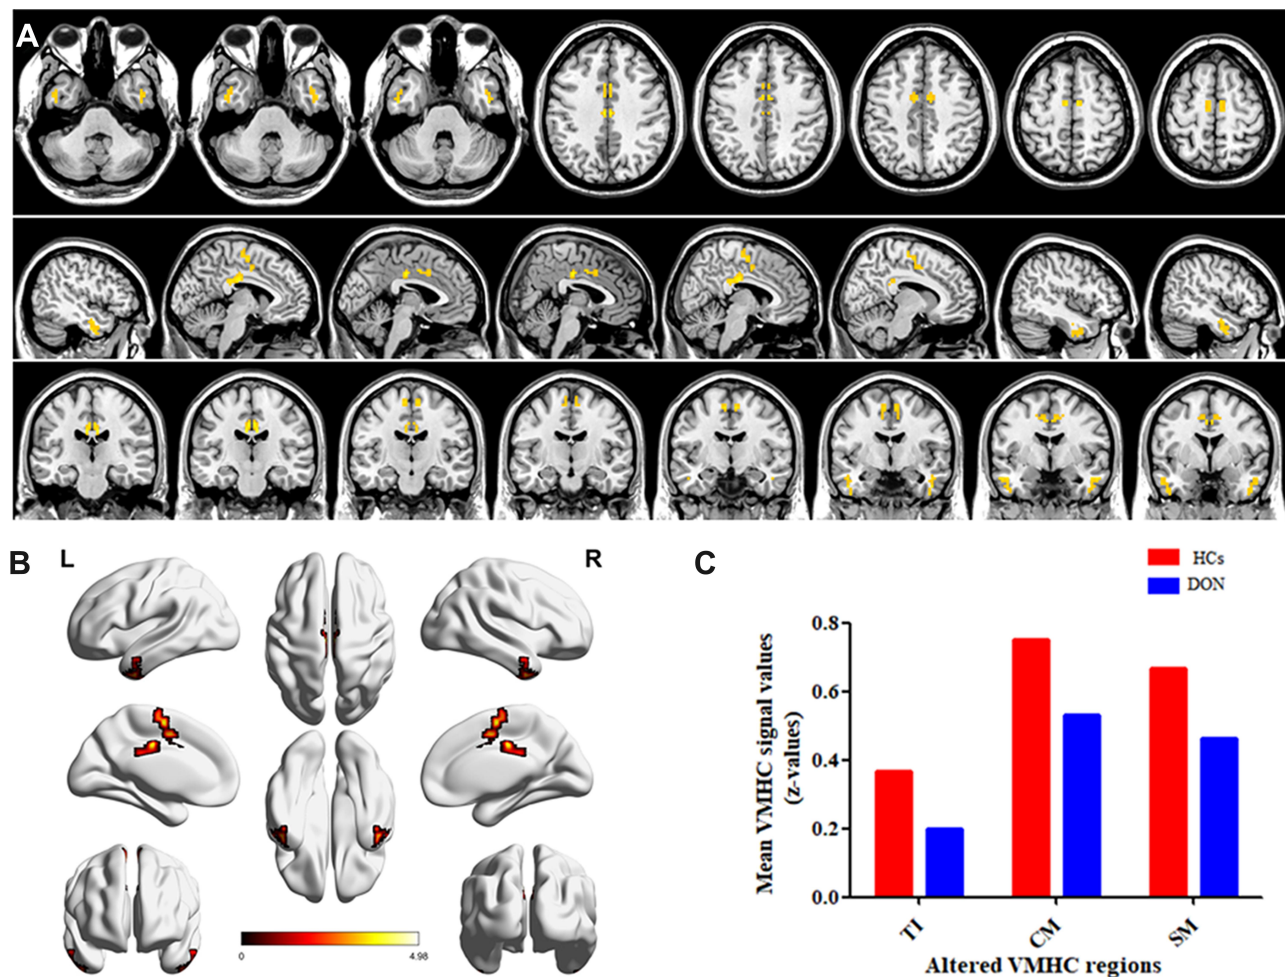 A
B
L
R
0
4.98
C
HCs
DON
Mean VMHC signal values
(z-values)
0.8
0.6
0.4
0.2
0.0
TI
CM
SM
Altered VMHC regions